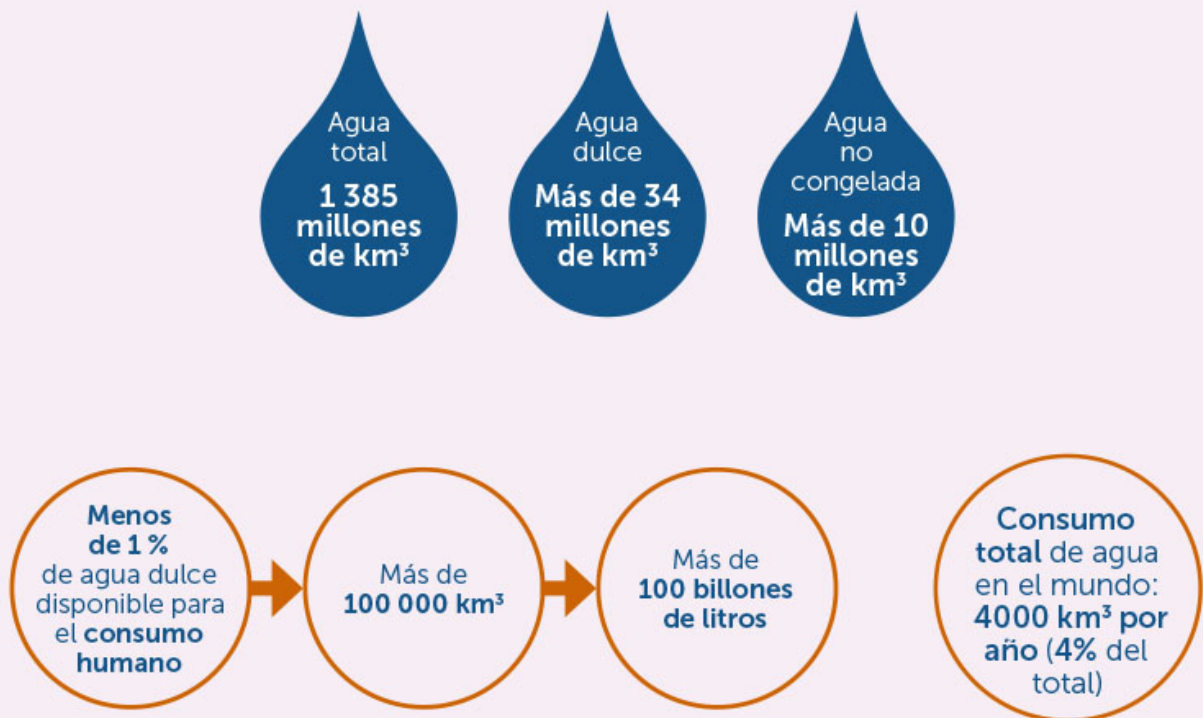 Agua
total
1 385
millones
de km³
Agua
dulce
Más de 34
millones
de km³
Agua
no
congelada
Más de 10
millones
de km³
Menos
de 1 %
de agua dulce
disponible para
el consumo
humano
Más de
100 000 km³
Más de
100 billones
de litros
Consumo
total de agua
en el mundo:
4000 km³ por
año (4% del
total)